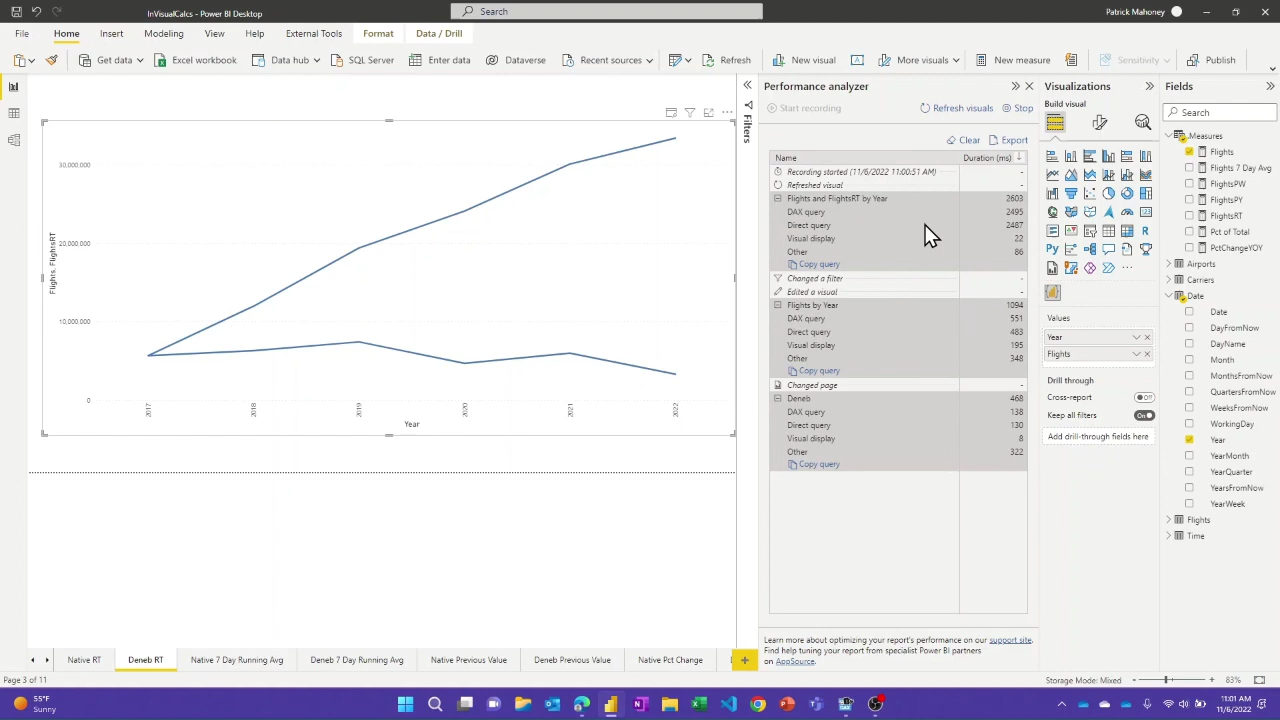 InVisualCalcs - Power BI Desktop
Search
Patrick Mahoney
File
Home
Insert
Modeling
View
Help
External Tools
Format
Data / Drill
Get data
Excel workbook
Data hub
SQL Server
Enter data
Dataverse
Recent sources
Refresh
New visual
More visuals
New measure
Sensitivity
Publish
30,000,000
20,000,000
10,000,000
0
Flights, FlightsRT
2017
2018
2019
2020
2021
2022
Year
Filters
Performance analyzer
Start recording
Refresh visuals
Stop
Clear
Export
Name
Duration (ms)
Recording started (11/6/2022 11:00:51 AM) -
Refreshed visual -
Flights and FlightsRT by Year 2603
DAX query 2495
Direct query 2487
Visual display 22
Other 86
Copy query
Changed a filter -
Edited a visual -
Flights by Year 1094
DAX query 551
Direct query 483
Visual display 195
Other 348
Copy query
Changed page -
Deneb 468
DAX query 138
Direct query 130
Visual display 8
Other 322
Copy query
Learn more about optimizing your report's performance on our support site.
Find help tuning your report from specialist Power BI partners
on AppSource.
Visualizations
Build visual
123
R
Py
Values
Year
Flights
Drill through
Cross-report
Off
Keep all filters
On
Add drill-through fields here
Fields
Search
Measures
Flights
Flights 7 Day Avg
FlightsPW
FlightsPY
FlightsRT
Pct of Total
PctChangeYOY
Airports
Carriers
Date
Date
DayFromNow
DayName
Month
MonthsFromNow
QuartersFromNow
WeeksFromNow
WorkingDay
Year
YearMonth
YearQuarter
YearsFromNow
YearWeek
Flights
Time
Native RT
Deneb RT
Native 7 Day Running Avg
Deneb 7 Day Running Avg
Native Previous Value
Deneb Previous Value
Native Pct Change
Page 3 of 11
Storage Mode: Mixed
83%
55°F
Sunny
11:01 AM
11/6/2022